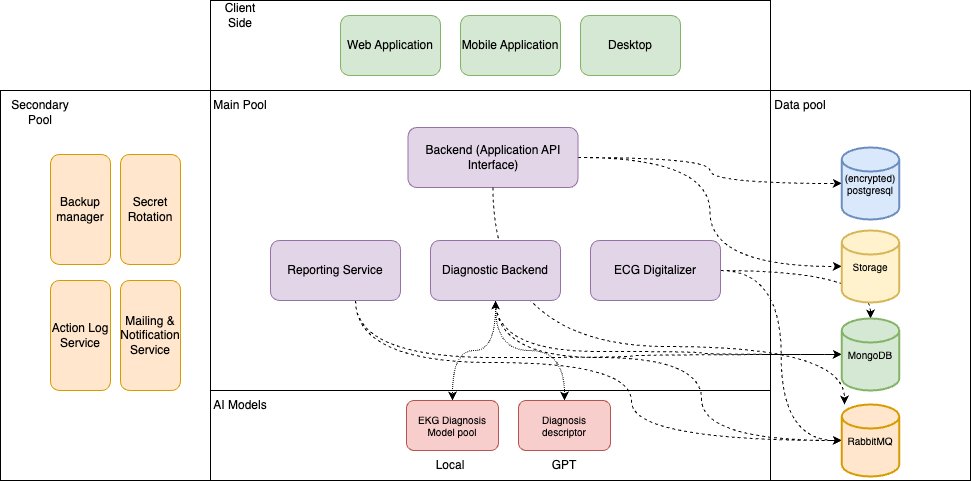 Client
Side
Web Application
Mobile Application
Desktop
Secondary
Pool
Main Pool
Data pool
Backup
manager
Secret
Rotation
Action Log
Service
Mailing &
Notification
Service
Backend (Application API
Interface)
Reporting Service
Diagnostic Backend
ECG Digitalizer
(encrypted)
postgresql
Storage
MongoDB
RabbitMQ
AI Models
EKG Diagnosis
Model pool
Diagnosis
descriptor
Local
GPT